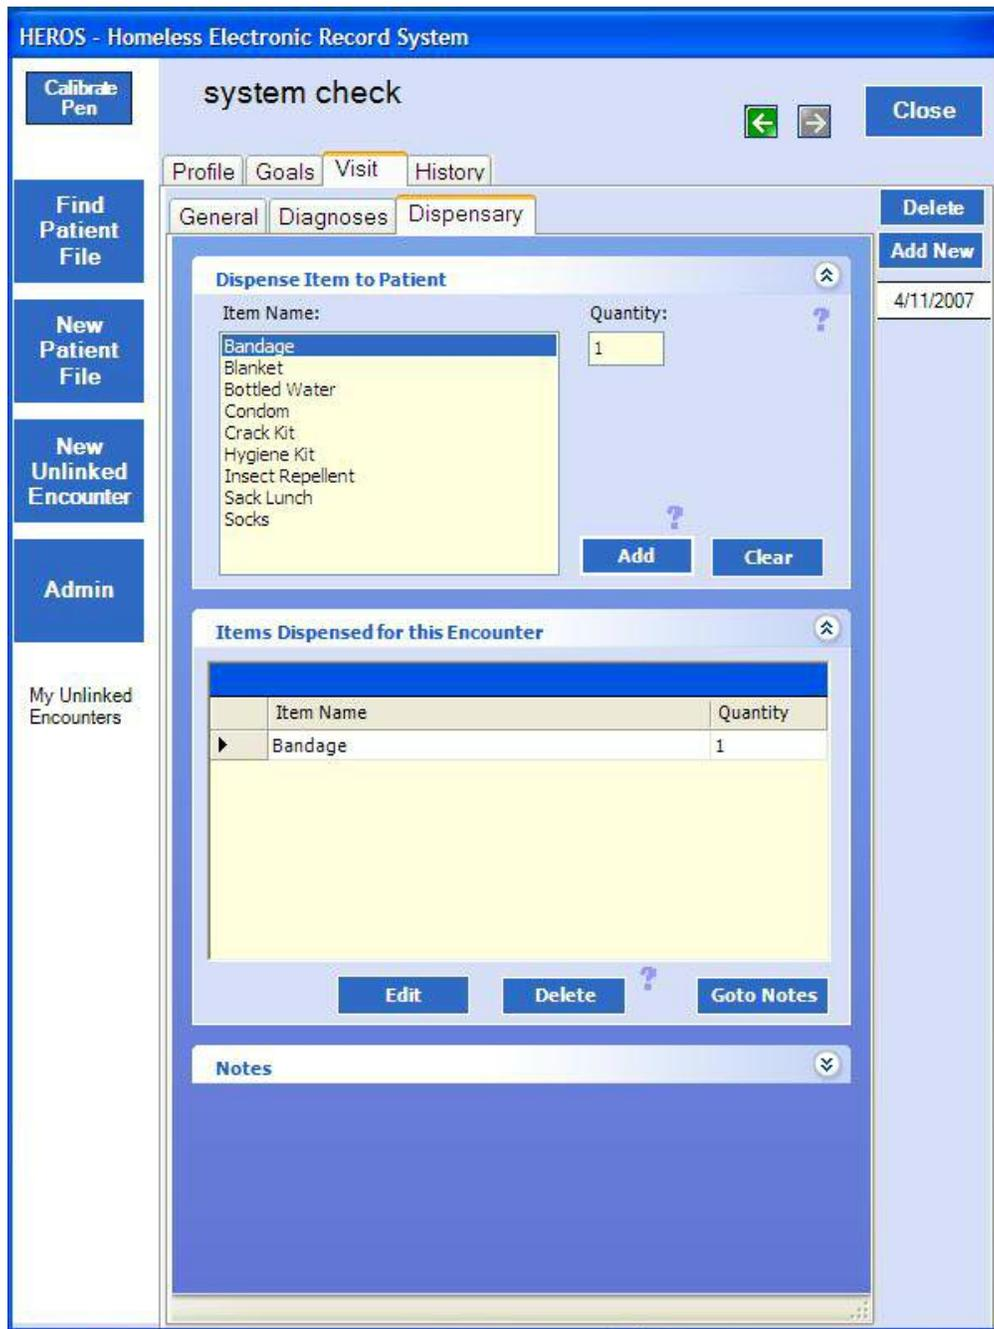 HEROS - Homeless Electronic Record System
Calibrate
Pen
system check
Close
Profile Goals Visit History
Find
Patient
File
General Diagnoses Dispensary
Delete
Add New
4/11/2007
Dispense Item to Patient
Item Name: Quantity: ?
Bandage 1
Blanket
Bottled Water
Condom
Crack Kit
Hygiene Kit
Insect Repellent
Sack Lunch
Socks
?
Add Clear
New
Patient
File
New
Unlinked
Encounter
Admin
My Unlinked
Encounters
Items Dispensed for this Encounter
Item Name Quantity
Bandage 1
Edit Delete ? Goto Notes
Notes